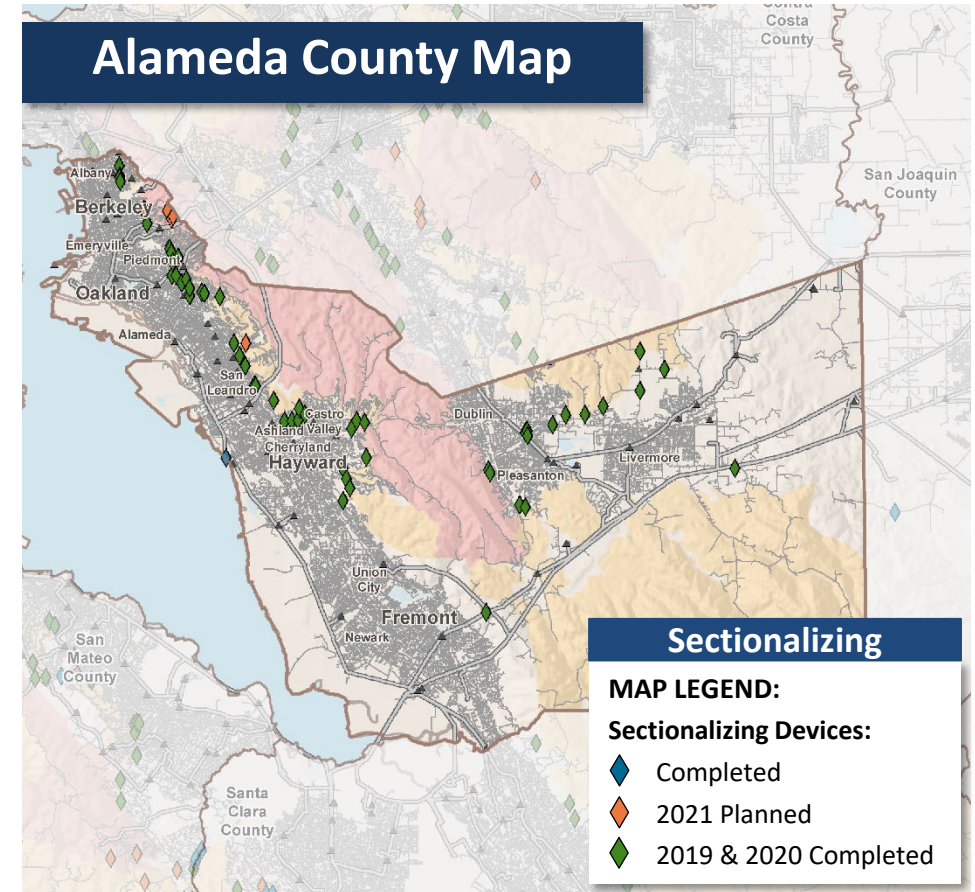 Alameda County Map
Contra
Costa
County
San Joaquin
County
Albany
Berkeley
Emeryville
Piedmont
Oakland
Alameda
San
Leandro
Castro
Ashland Valley
Cherryland
Hayward
Dublin
Pleasanton
Livermore
Union
City
Fremont
Newark
San
Mateo
County
Santa
Clara
County
Sectionalizing
MAP LEGEND:
Sectionalizing Devices:
Completed
2021 Planned
2019 & 2020 Completed